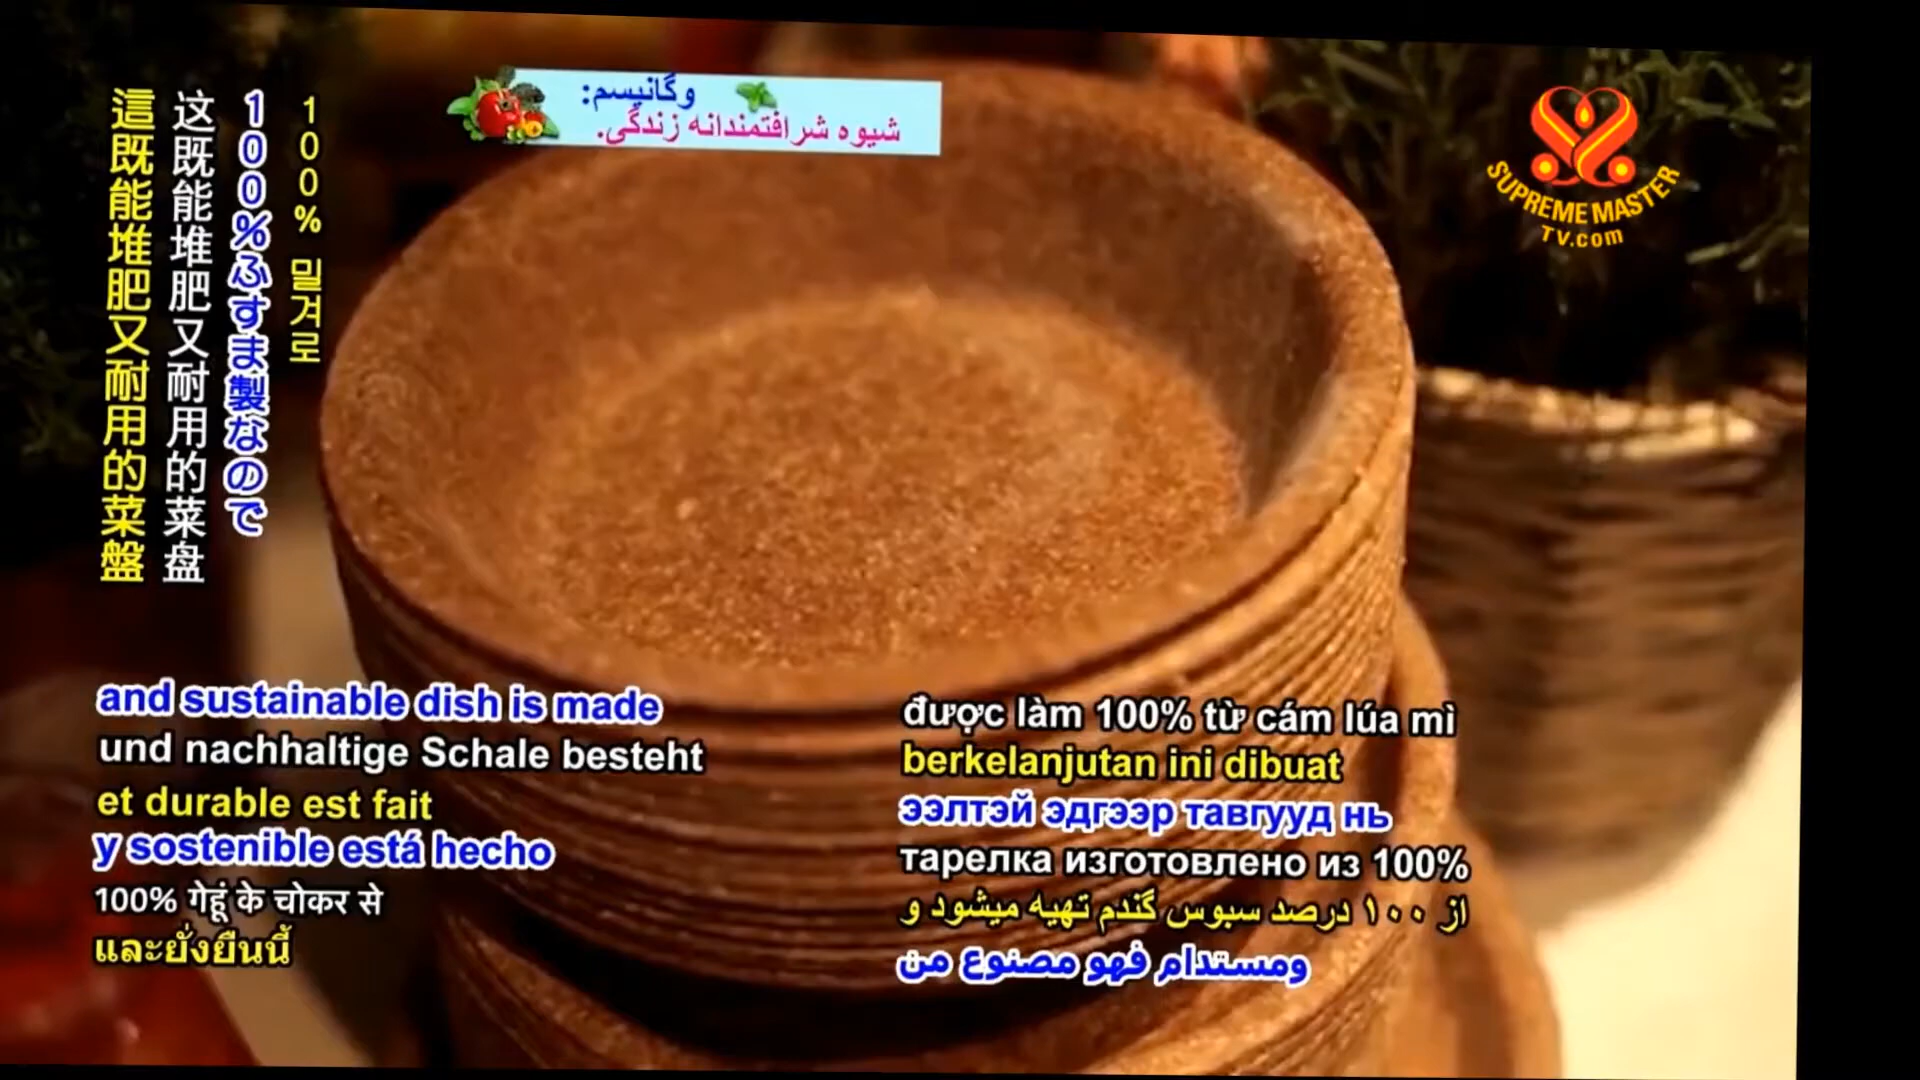 這既能堆肥又耐用的菜盤
这既能堆肥又耐用的菜盘
100%ふすま製なので
100% 밀겨로
وگانیسم:
شیوه شرافتمندانه زندگی.
SUPREME MASTER
TV.com
and sustainable dish is made
und nachhaltige Schale besteht
et durable est fait
y sostenible está hecho
100% गेहूं के चोकर से
และยั่งยืนนี้
được làm 100% từ cám lúa mì
berkelanjutan ini dibuat
ээлтэй эдгээр тавгууд нь
тарелка изготовлено из 100%
از ۱۰۰ درصد سبوس گندم تهیه میشود و
ومستدام فهو مصنوع من